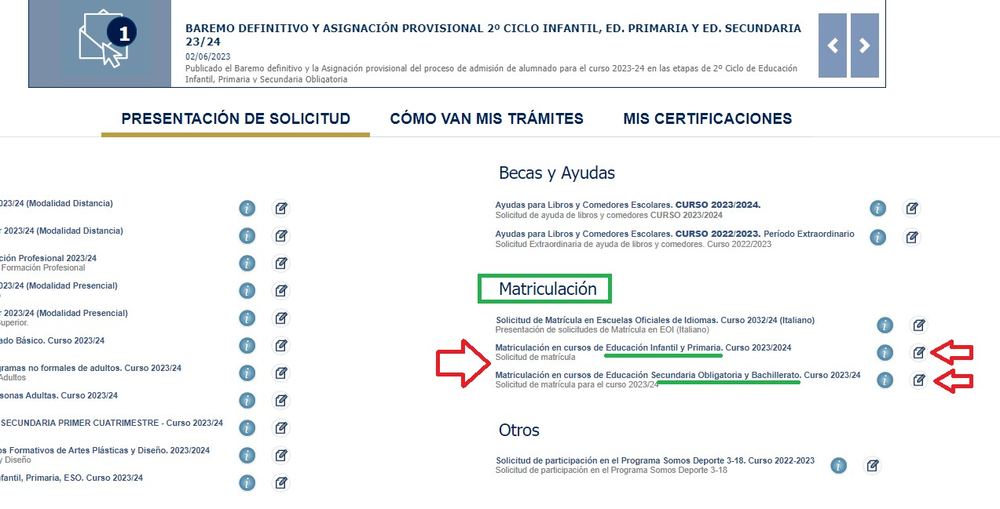 1
BAREMO DEFINITIVO Y ASIGNACIÓN PROVISIONAL 2º CICLO INFANTIL, ED. PRIMARIA Y ED. SECUNDARIA
23/24
02/06/2023
Publicado el Baremo definitivo y la Asignación provisional del proceso de admisión de alumnado para el curso 2023-24 en las etapas de 2º Ciclo de Educación
Infantil, Primaria y Secundaria Obligatoria
PRESENTACIÓN DE SOLICITUD
CÓMO VAN MIS TRÁMITES
MIS CERTIFICACIONES
023/24 (Modalidad Distancia)
r 2023/24 (Modalidad Distancia)
ción Profesional 2023/24
Formación Profesional
023/24 (Modalidad Presencial)
r 2023/24 (Modalidad Presencial)
Superior.
ado Básico. Curso 2023/24
gramas no formales de adultos. Curso 2023/24
Adultos
sonas Adultas. Curso 2023/24
SECUNDARIA PRIMER CUATRIMESTRE - Curso 2023/24
os Formativos de Artes Plásticas y Diseño. 2023/2024
y Diseño
nfantil, Primaria, ESO. Curso 2023/24
Becas y Ayudas
Ayudas para Libros y Comedores Escolares. CURSO 2023/2024.
Solicitud de ayuda de libros y comedores CURSO 2023/2024
Ayudas para Libros y Comedores Escolares. CURSO 2022/2023. Período Extraordinario
Solicitud Extraordinaria de ayuda de libros y comedores. Curso 2022/2023
Matriculación
Solicitud de Matrícula en Escuelas Oficiales de Idiomas. Curso 2032/24 (Italiano)
Presentación de solicitudes de Matrícula en EOI (Italiano)
Matriculación en cursos de Educación Infantil y Primaria. Curso 2023/2024
Solicitud de matrícula
Matriculación en cursos de Educación Secundaria Obligatoria y Bachillerato. Curso 2023/24
Solicitud de matrícula para el curso 2023/24
Otros
Solicitud de participación en el Programa Somos Deporte 3-18. Curso 2022-2023
Solicitud de participación en el Programa Somos Deporte 3-18